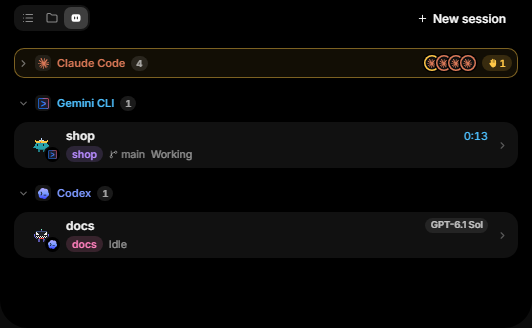 + New session
Claude Code 4
1
Gemini CLI 1
shop
0:13
shop main Working
Codex 1
docs
GPT-6.1 Sol
docs Idle